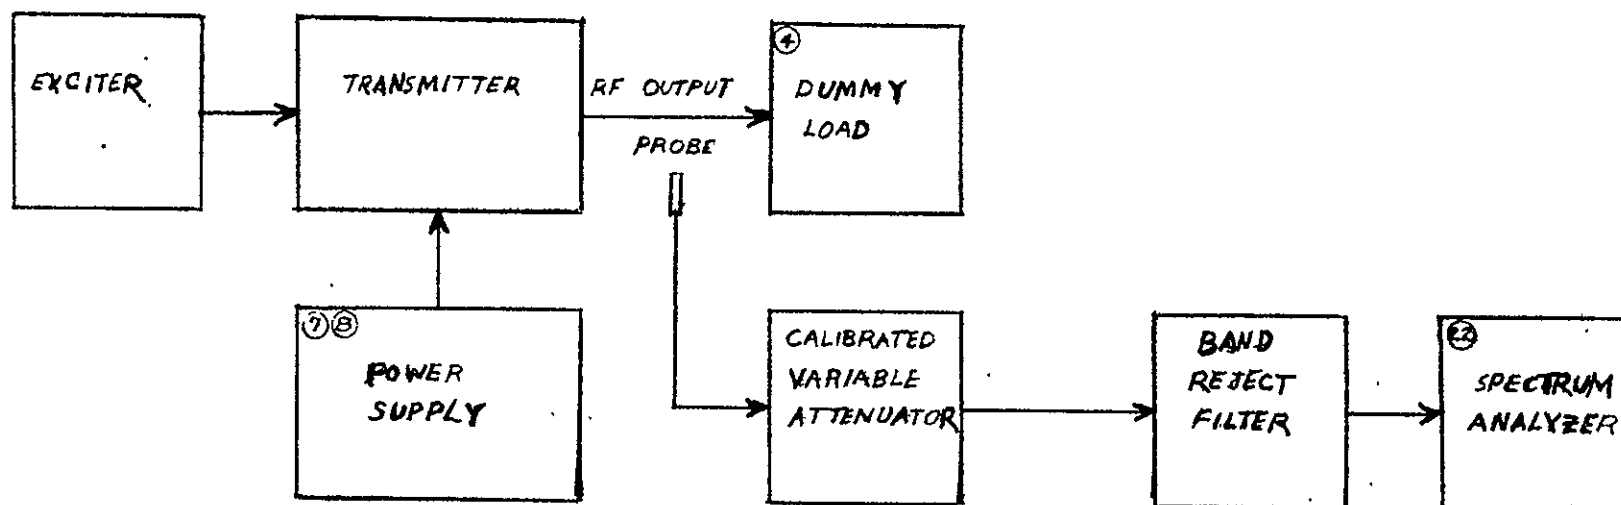 EXCITER
TRANSMITTER
RF OUTPUT
PROBE
④
DUMMY
LOAD
⑦ ⑧
POWER
SUPPLY
CALIBRATED
VARIABLE
ATTENUATOR
BAND
REJECT
FILTER
㉒
SPECTRUM
ANALYZER